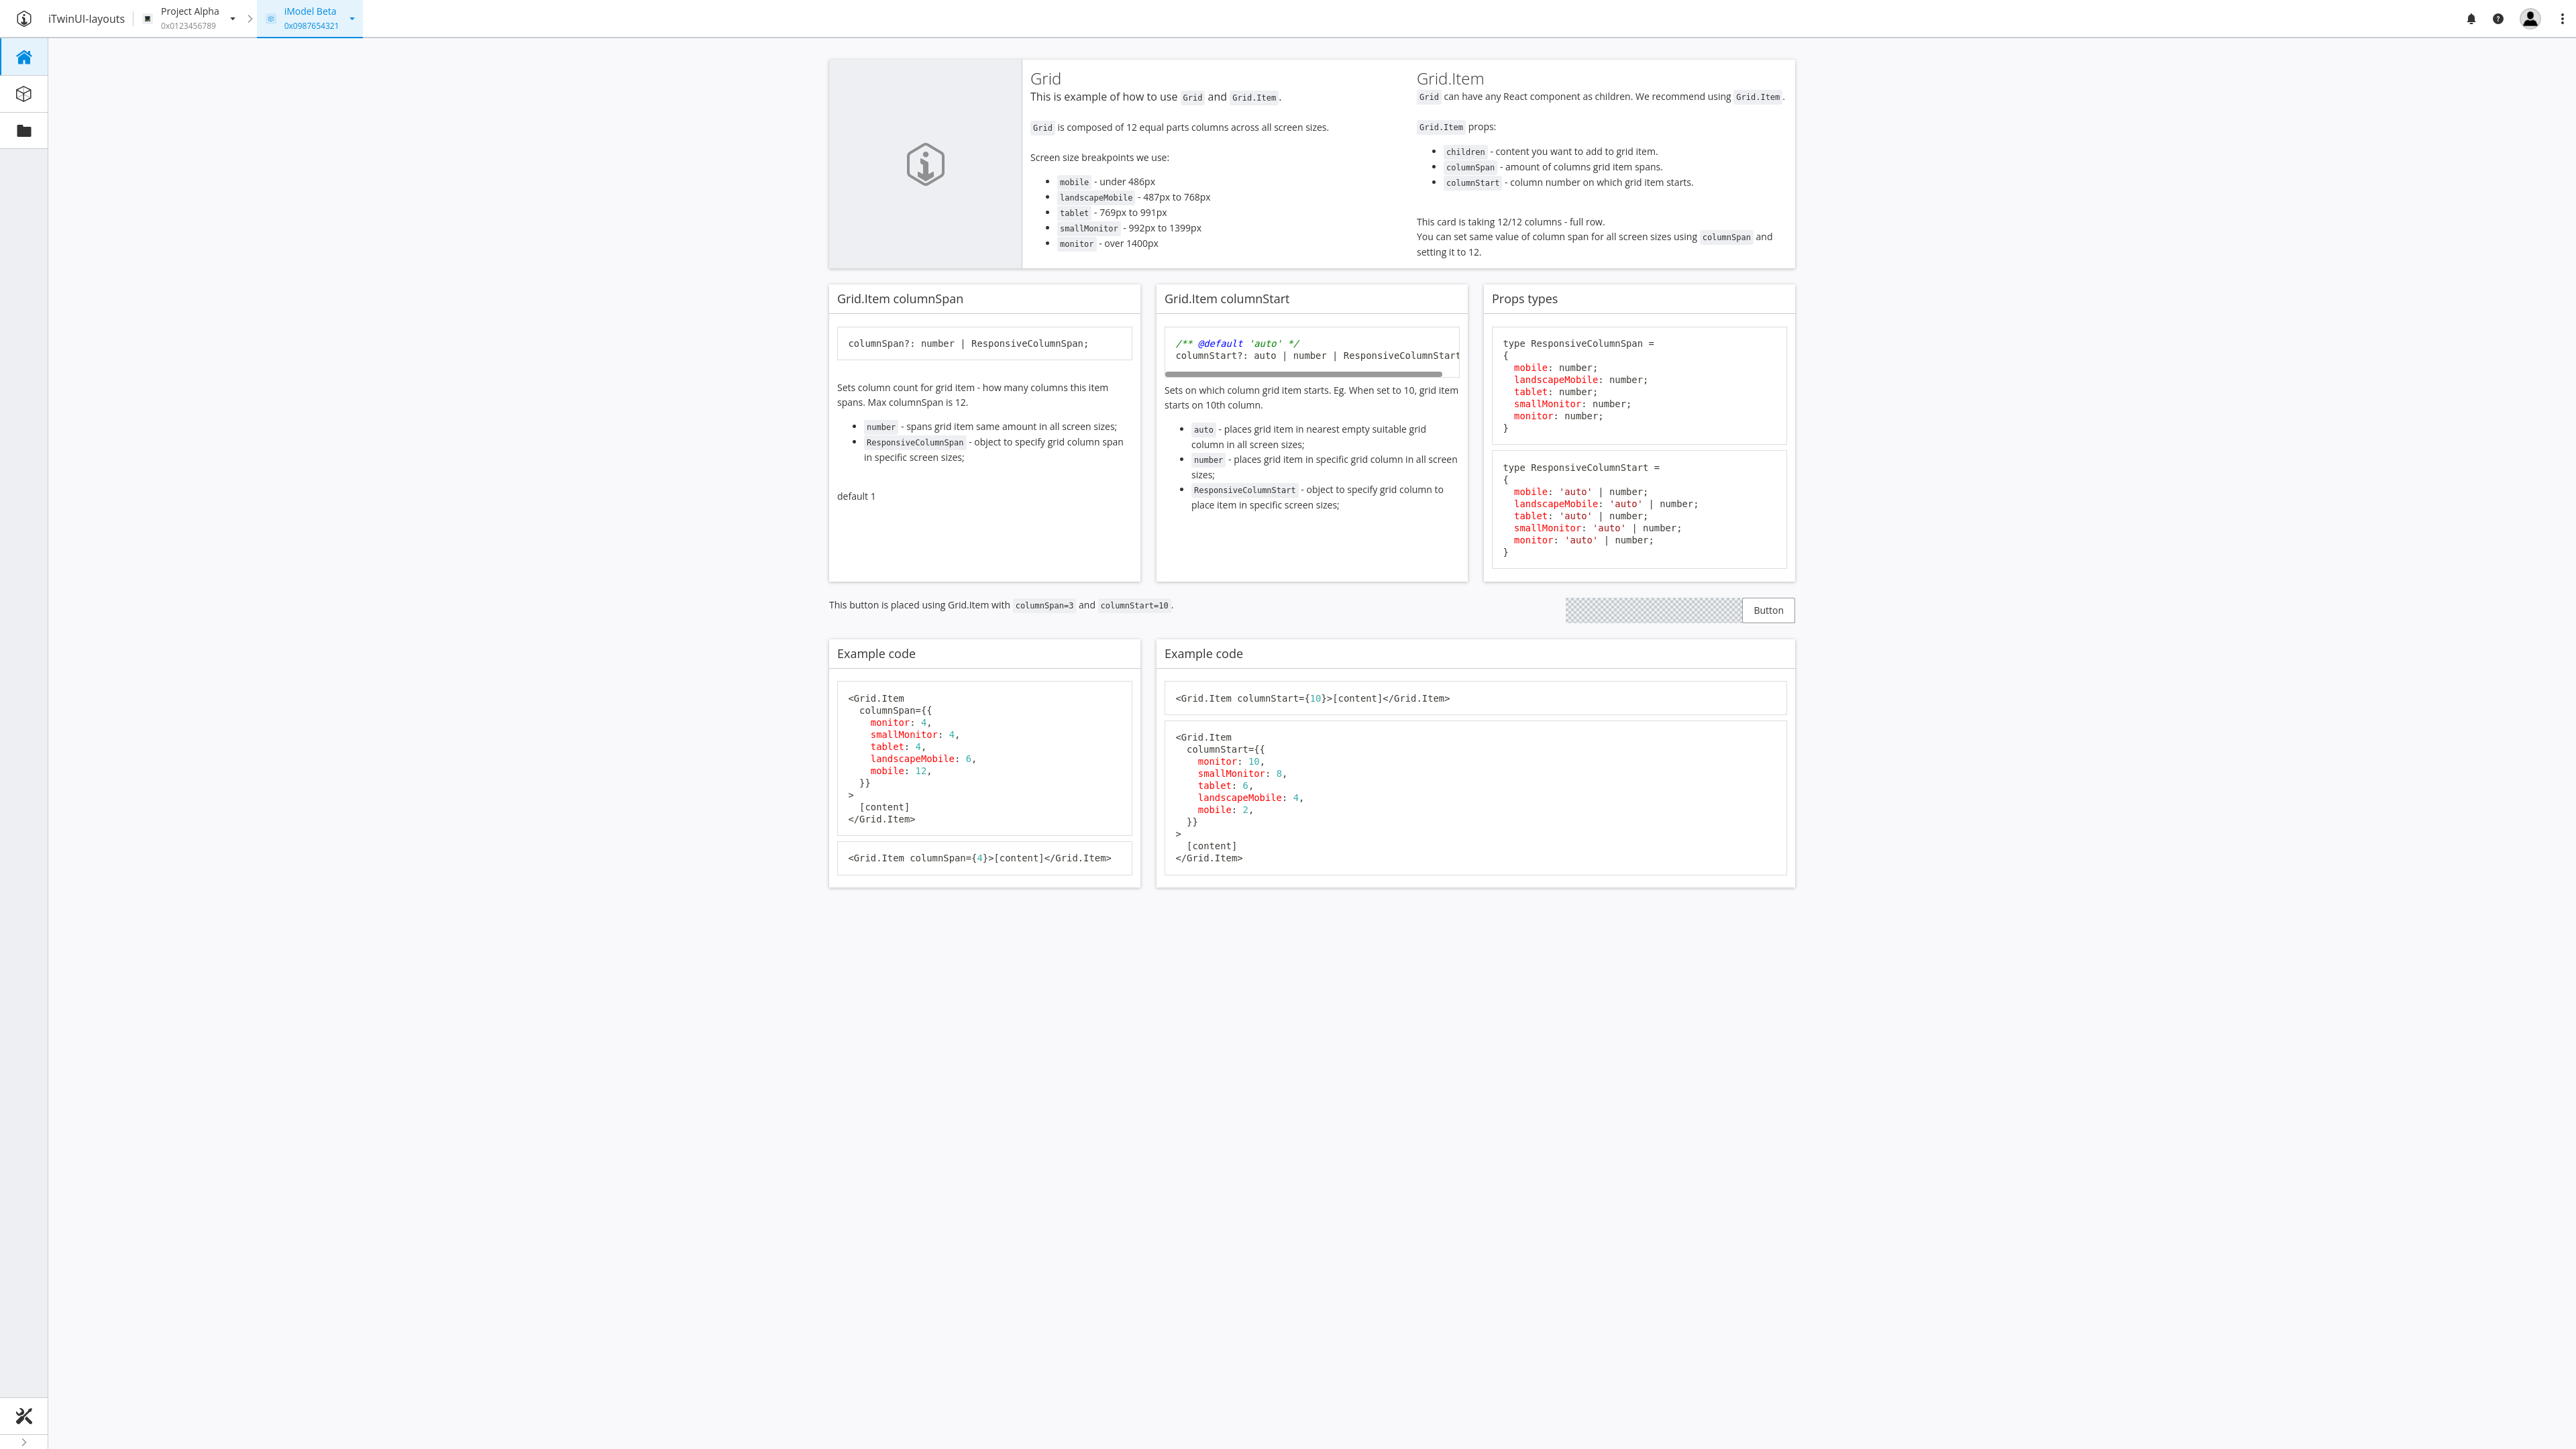 iTwinUI-layouts
Project Alpha
0x0123456789
iModel Beta
0x0987654321
Grid
This is example of how to use Grid and Grid.Item.
Grid is composed of 12 equal parts columns across all screen sizes.
Screen size breakpoints we use:
mobile - under 486px
landscapeMobile - 487px to 768px
tablet - 769px to 991px
smallMonitor - 992px to 1399px
monitor - over 1400px
Grid.Item
Grid can have any React component as children. We recommend using Grid.Item.
Grid.Item props:
children - content you want to add to grid item.
columnSpan - amount of columns grid item spans.
columnStart - column number on which grid item starts.
This card is taking 12/12 columns - full row.
You can set same value of column span for all screen sizes using columnSpan and
setting it to 12.
Grid.Item columnSpan
columnSpan?: number | ResponsiveColumnSpan;
Sets column count for grid item - how many columns this item
spans. Max columnSpan is 12.
number - spans grid item same amount in all screen sizes;
ResponsiveColumnSpan - object to specify grid column span
in specific screen sizes;
default 1
Grid.Item columnStart
/** @default 'auto' */
columnStart?: auto | number | ResponsiveColumnStart
Sets on which column grid item starts. Eg. When set to 10, grid item
starts on 10th column.
auto - places grid item in nearest empty suitable grid
column in all screen sizes;
number - places grid item in specific grid column in all screen
sizes;
ResponsiveColumnStart - object to specify grid column to
place item in specific screen sizes;
Props types
type ResponsiveColumnSpan =
{
mobile: number;
landscapeMobile: number;
tablet: number;
smallMonitor: number;
monitor: number;
}
type ResponsiveColumnStart =
{
mobile: 'auto' | number;
landscapeMobile: 'auto' | number;
tablet: 'auto' | number;
smallMonitor: 'auto' | number;
monitor: 'auto' | number;
}
This button is placed using Grid.Item with columnSpan=3 and columnStart=10.
Button
Example code
<Grid.Item
columnSpan={{
monitor: 4,
smallMonitor: 4,
tablet: 4,
landscapeMobile: 6,
mobile: 12,
}}
>
[content]
</Grid.Item>
<Grid.Item columnSpan={4}>[content]</Grid.Item>
Example code
<Grid.Item columnStart={10}>[content]</Grid.Item>
<Grid.Item
columnStart={{
monitor: 10,
smallMonitor: 8,
tablet: 6,
landscapeMobile: 4,
mobile: 2,
}}
>
[content]
</Grid.Item>